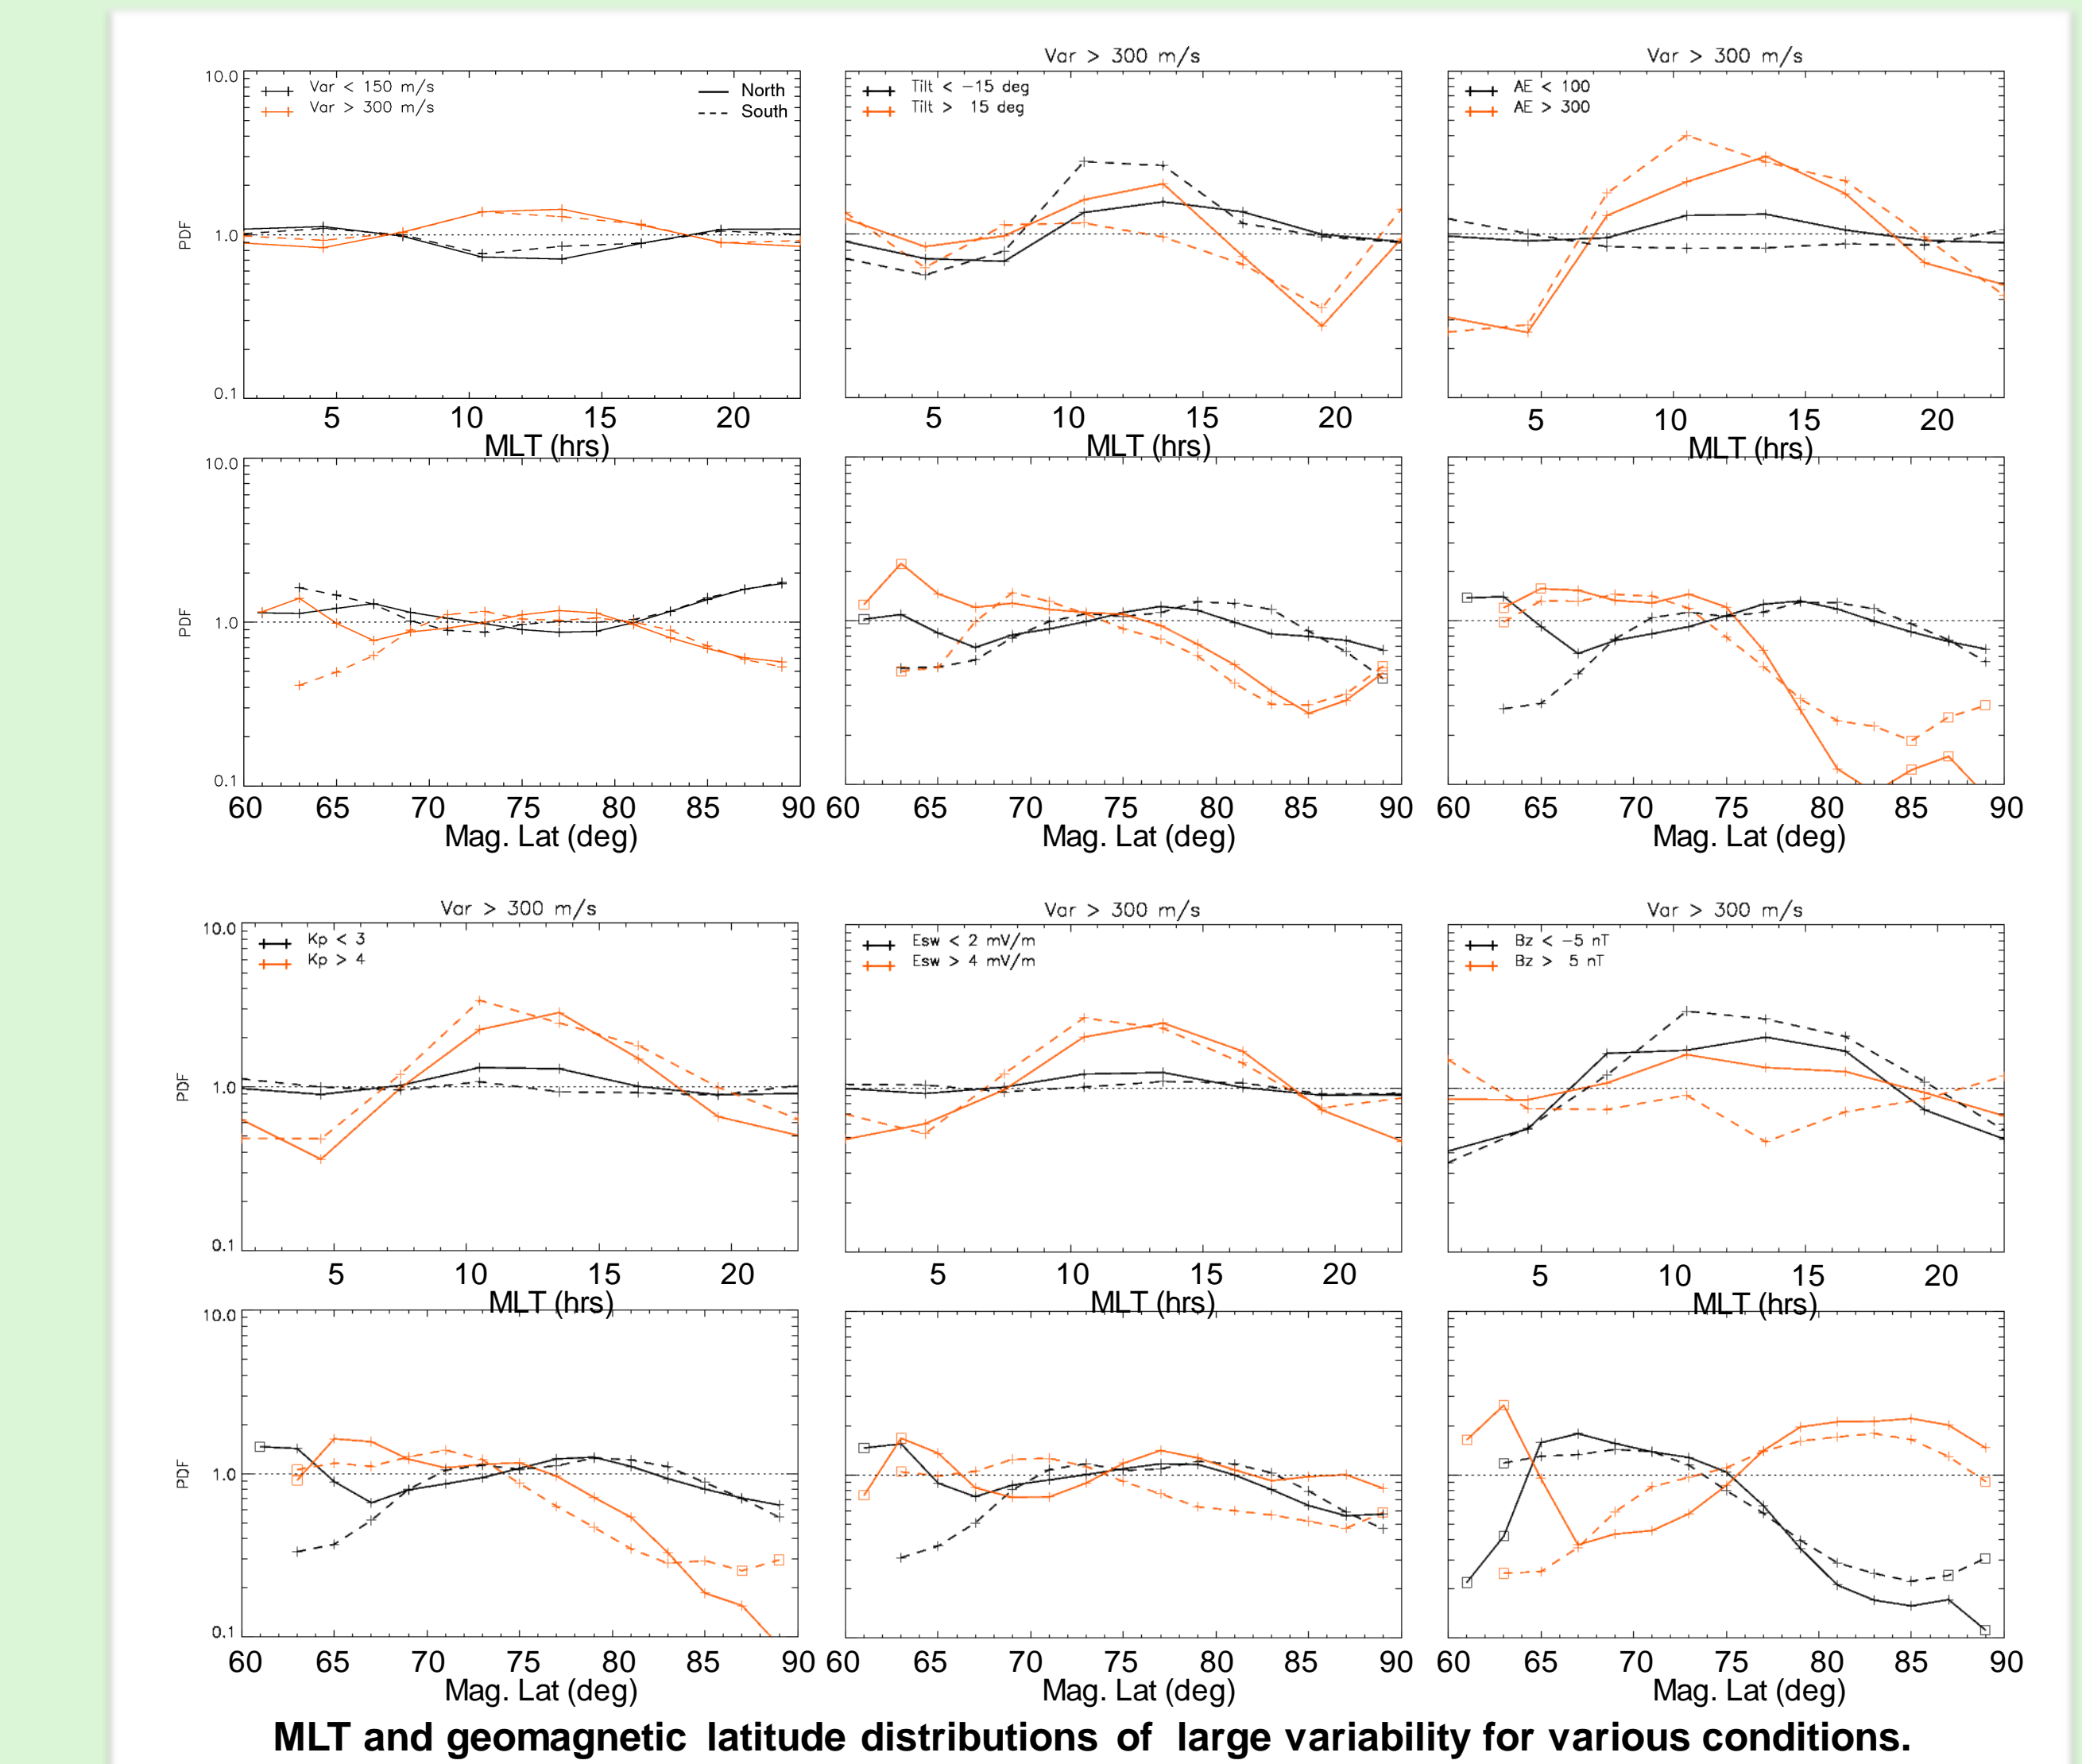 Var > 300 m/s
Var > 300 m/s
10.0
Var < 150 m/s
Var > 300 m/s
North
South
PDF
1.0
0.1
5 10 15 20
MLT (hrs)
Tilt < -15 deg
Tilt > 15 deg
5 10 15 20
MLT (hrs)
AE < 100
AE > 300
5 10 15 20
MLT (hrs)
10.0
PDF
1.0
0.1
60 65 70 75 80 85 90
Mag. Lat (deg)
60 65 70 75 80 85 90
Mag. Lat (deg)
60 65 70 75 80 85 90
Mag. Lat (deg)
Var > 300 m/s
Var > 300 m/s
Var > 300 m/s
10.0
Kp < 3
Kp > 4
PDF
1.0
0.1
5 10 15 20
MLT (hrs)
Esw < 2 mV/m
Esw > 4 mV/m
5 10 15 20
MLT (hrs)
Bz < -5 nT
Bz > 5 nT
5 10 15 20
MLT (hrs)
10.0
PDF
1.0
0.1
60 65 70 75 80 85 90
Mag. Lat (deg)
60 65 70 75 80 85 90
Mag. Lat (deg)
60 65 70 75 80 85 90
Mag. Lat (deg)
MLT and geomagnetic latitude distributions of large variability for various conditions.